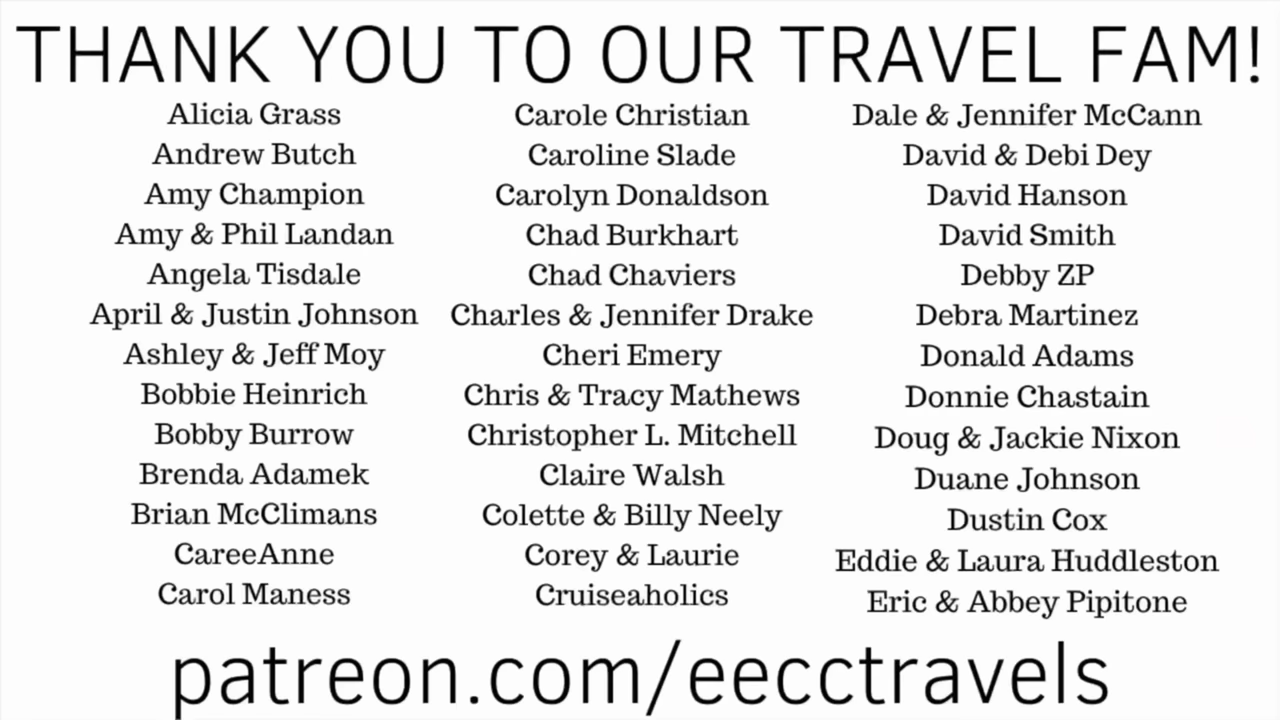 THANK YOU TO OUR TRAVEL FAM!
Alicia Grass
Andrew Butch
Amy Champion
Amy & Phil Landan
Angela Tisdale
April & Justin Johnson
Ashley & Jeff Moy
Bobbie Heinrich
Bobby Burrow
Brenda Adamek
Brian McClimans
CareeAnne
Carol Maness
Carole Christian
Caroline Slade
Carolyn Donaldson
Chad Burkhart
Chad Chaviers
Charles & Jennifer Drake
Cheri Emery
Chris & Tracy Mathews
Christopher L. Mitchell
Claire Walsh
Colette & Billy Neely
Corey & Laurie
Cruiseaholics
Dale & Jennifer McCann
David & Debi Dey
David Hanson
David Smith
Debby ZP
Debra Martinez
Donald Adams
Donnie Chastain
Doug & Jackie Nixon
Duane Johnson
Dustin Cox
Eddie & Laura Huddleston
Eric & Abbey Pipitone
patreon.com/eecctravels